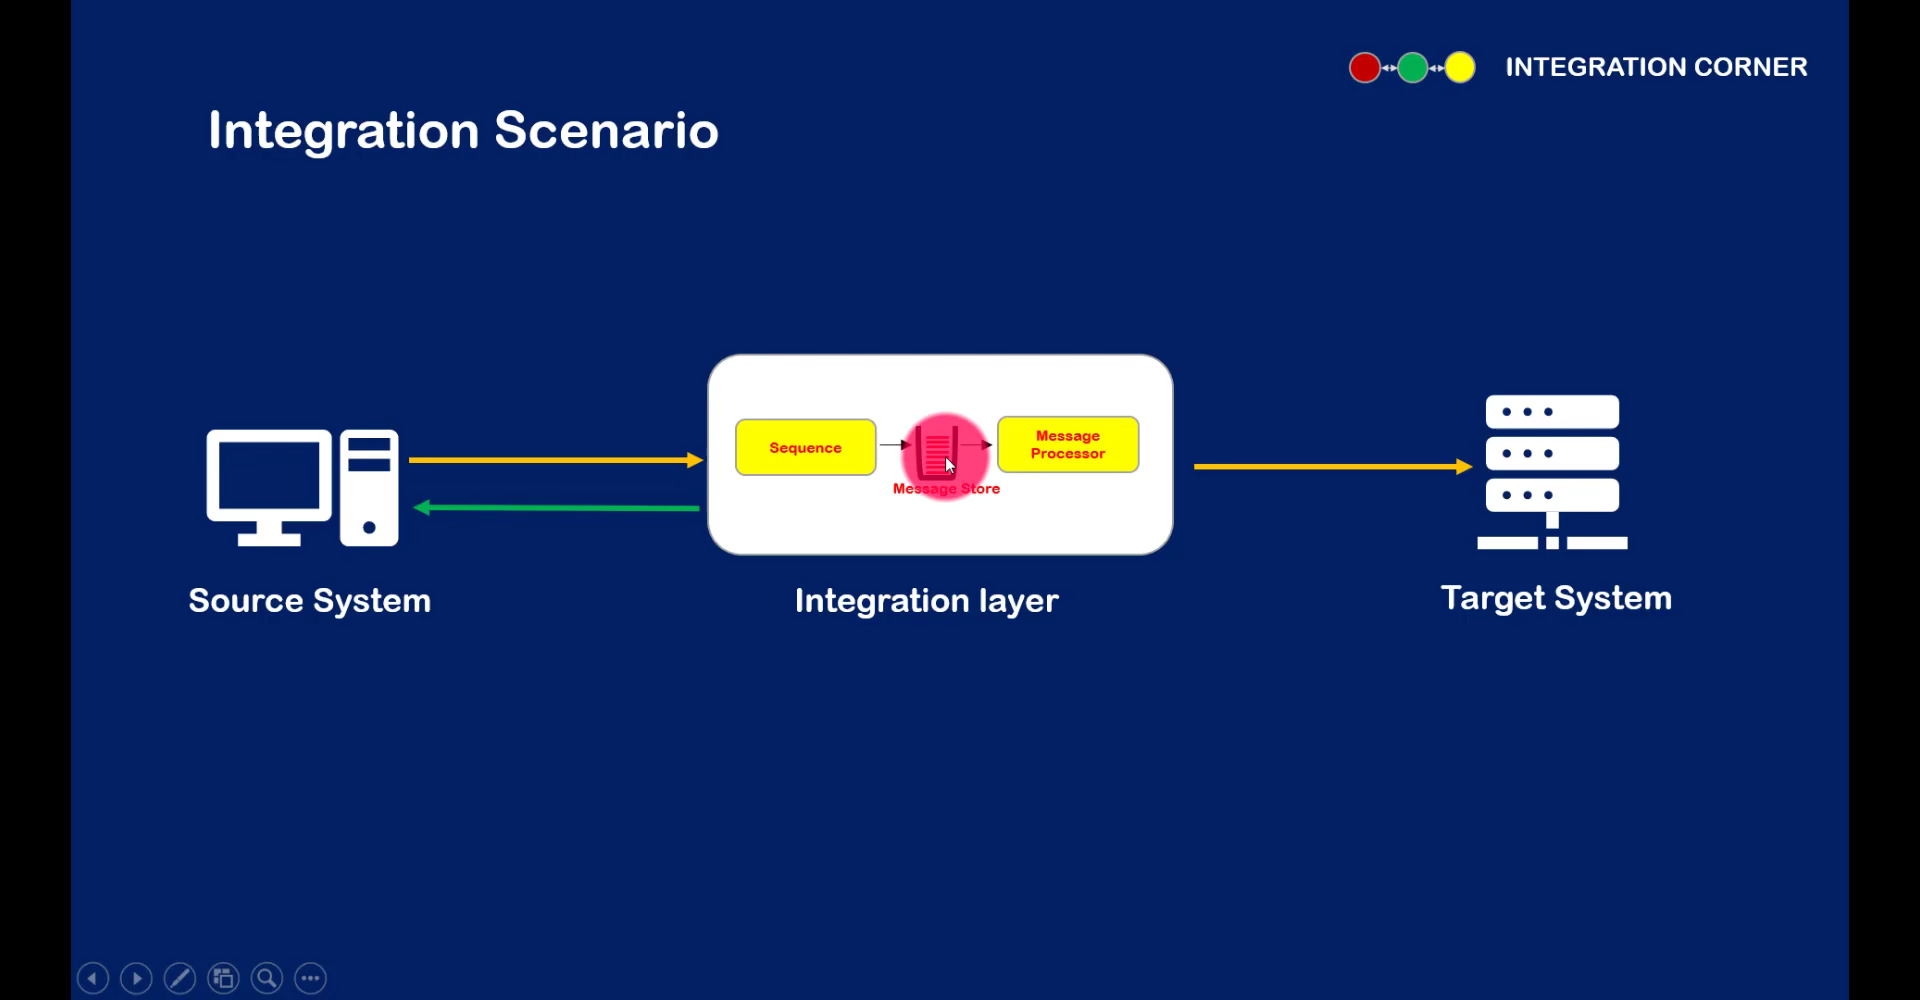 INTEGRATION CORNER
Integration Scenario
Sequence
Message
Processor
Message Store
Source System
Integration layer
Target System